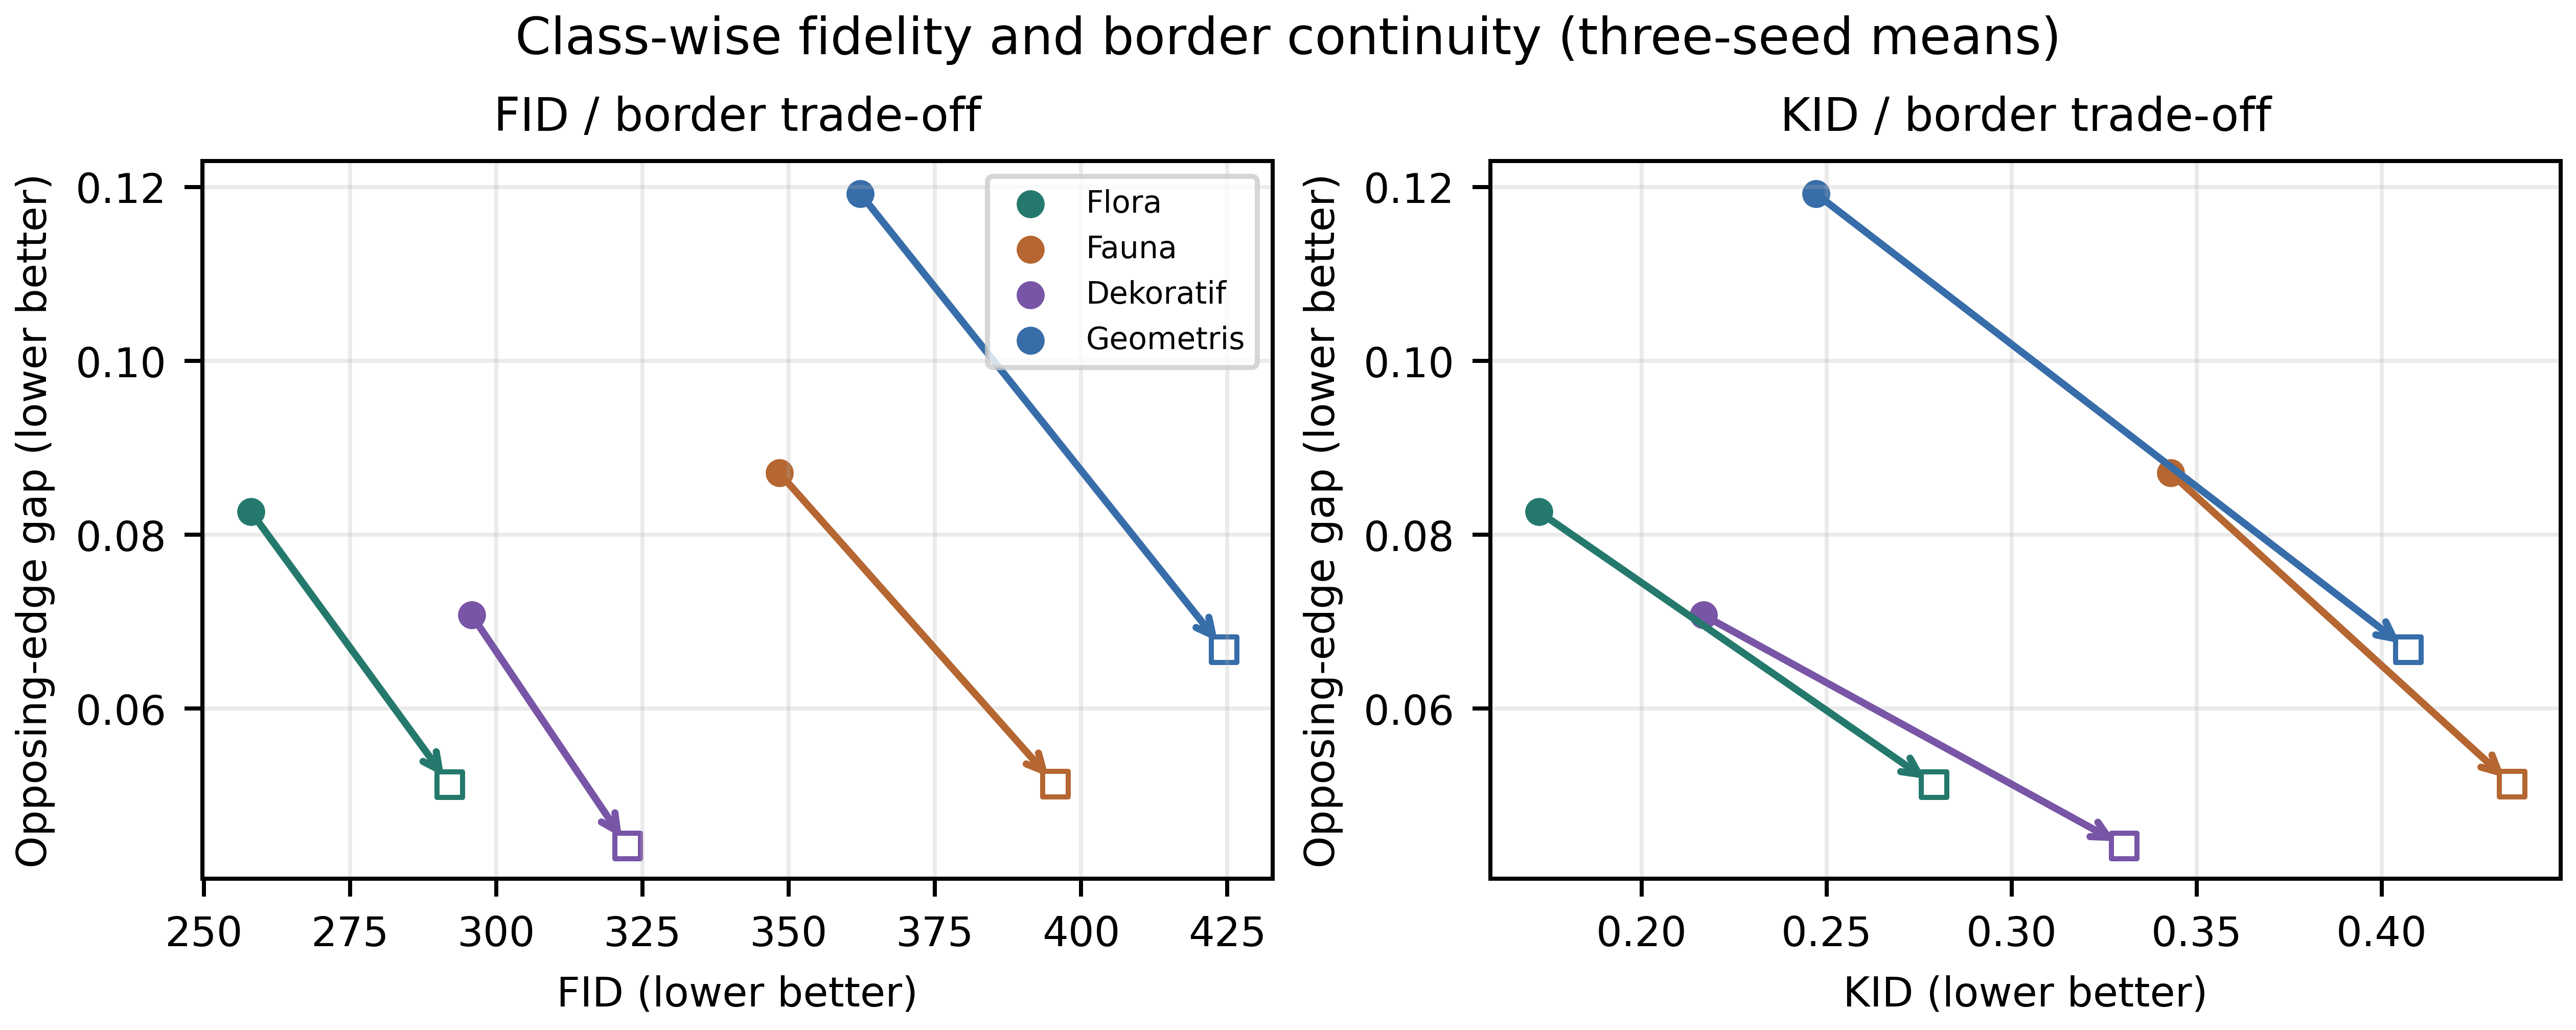 Class-wise fidelity and border continuity (three-seed means)
FID / border trade-off
Opposing-edge gap (lower better)
0.12
0.10
0.08
0.06
Flora
Fauna
Dekoratif
Geometris
250 275 300 325 350 375 400 425
FID (lower better)
KID / border trade-off
Opposing-edge gap (lower better)
0.12
0.10
0.08
0.06
0.20 0.25 0.30 0.35 0.40
KID (lower better)